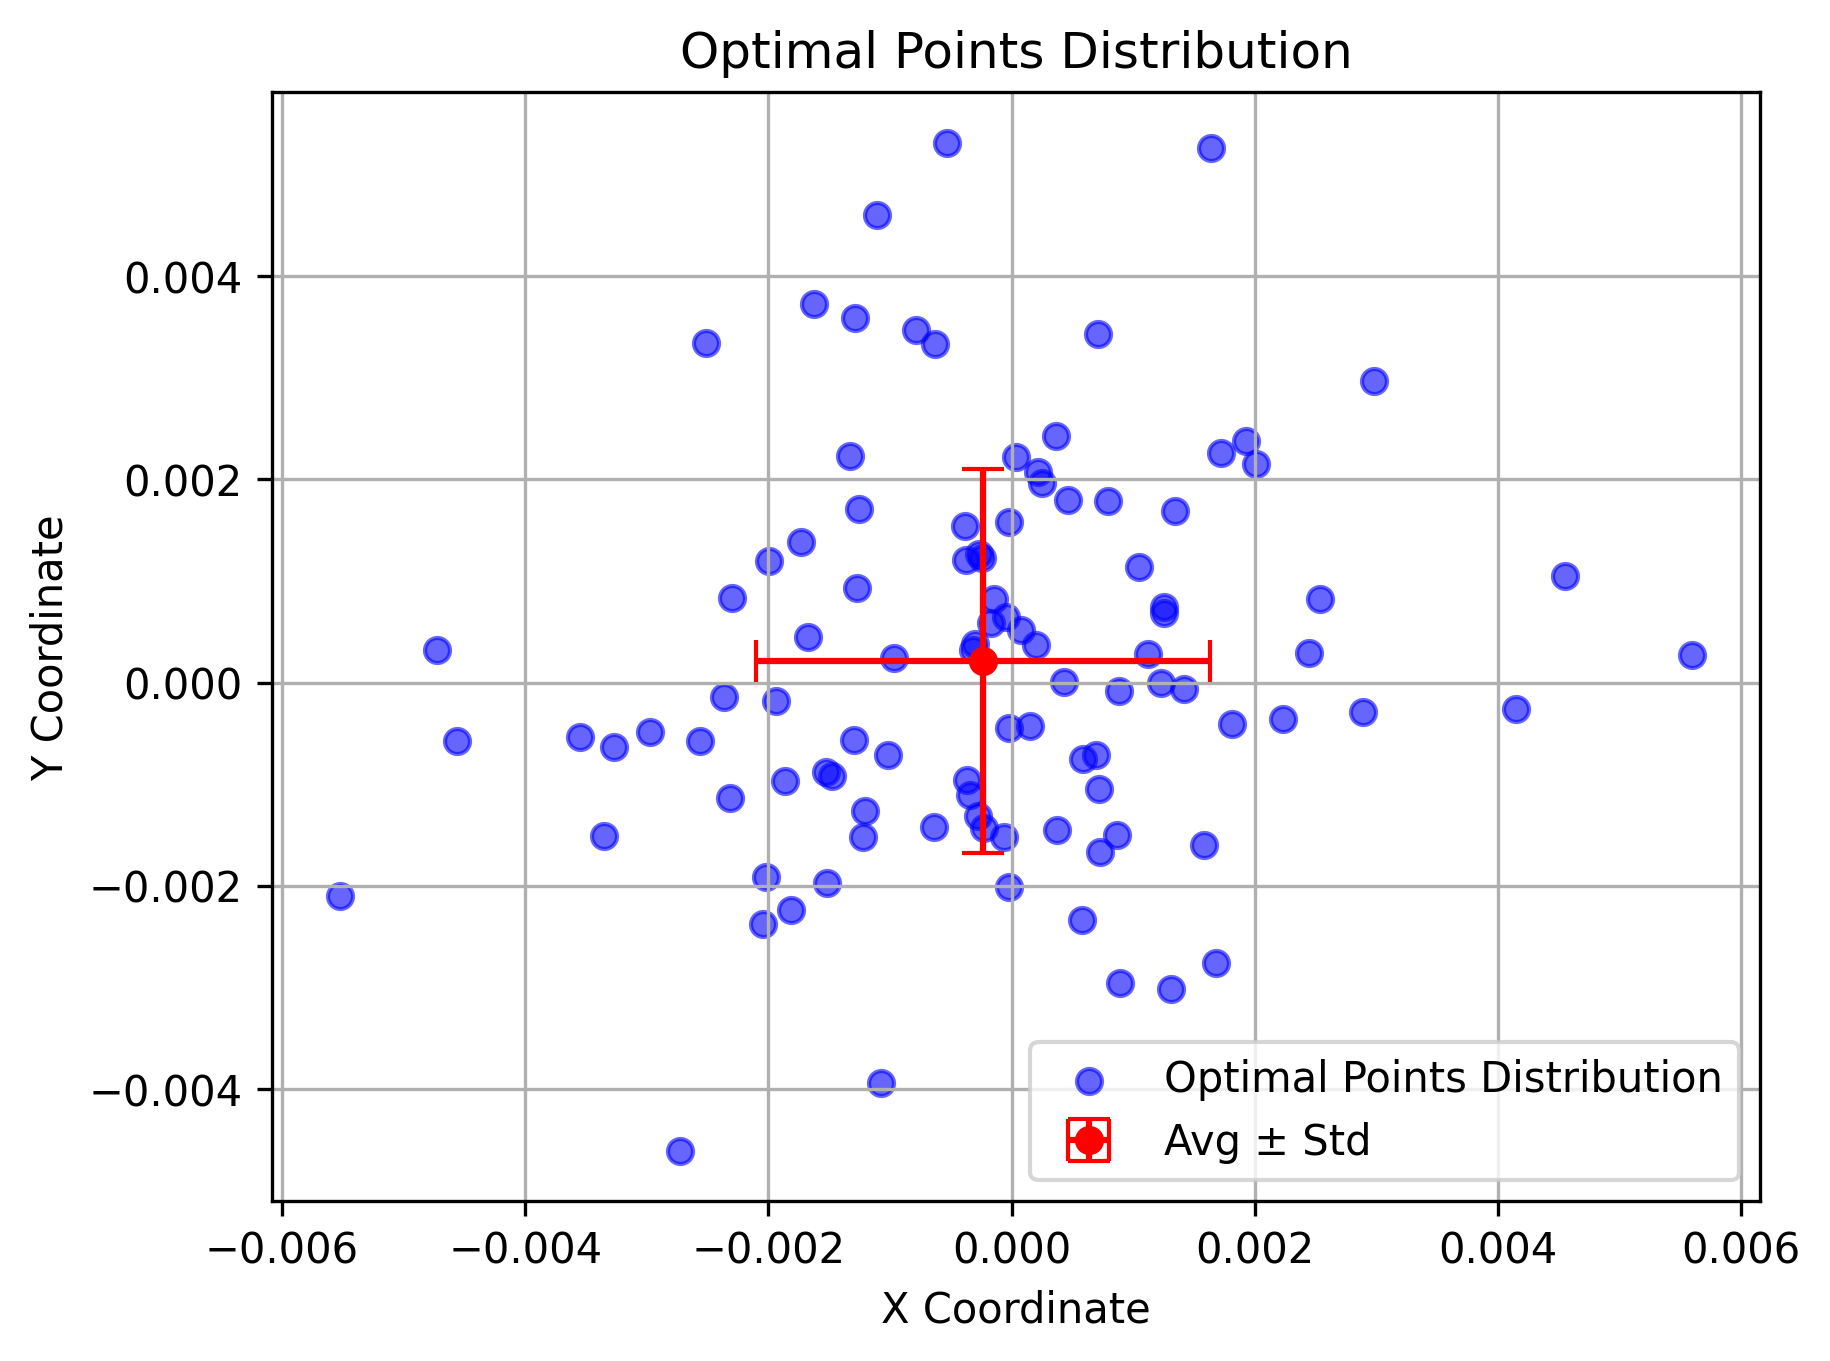 Optimal Points Distribution
Y Coordinate
0.004
0.002
0.000
−0.002
−0.004
Optimal Points Distribution
Avg ± Std
−0.006 −0.004 −0.002 0.000 0.002 0.004 0.006
X Coordinate